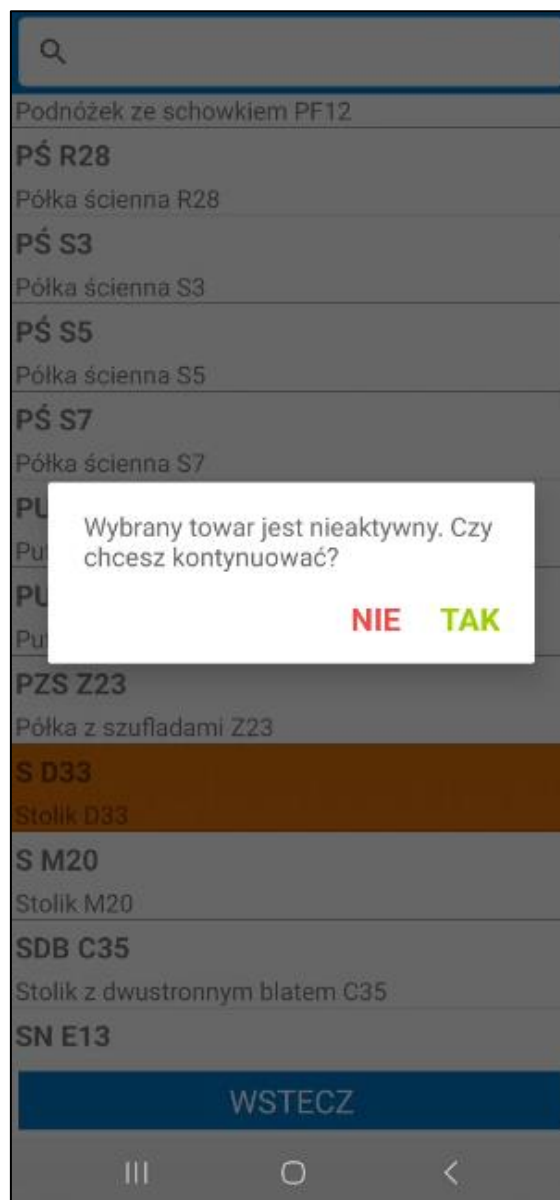 Podnóżek ze schowkiem PF12
PŚ R28
Półka ścienna R28
PŚ S3
Półka ścienna S3
PŚ S5
Półka ścienna S5
PŚ S7
Półka ścienna S7
Wybrany towar jest nieaktywny. Czy
chcesz kontynuować?
NIE TAK
PZS Z23
Półka z szufladami Z23
S D33
Stolik D33
S M20
Stolik M20
SDB C35
Stolik z dwustronnym blatem C35
SN E13
WSTECZ